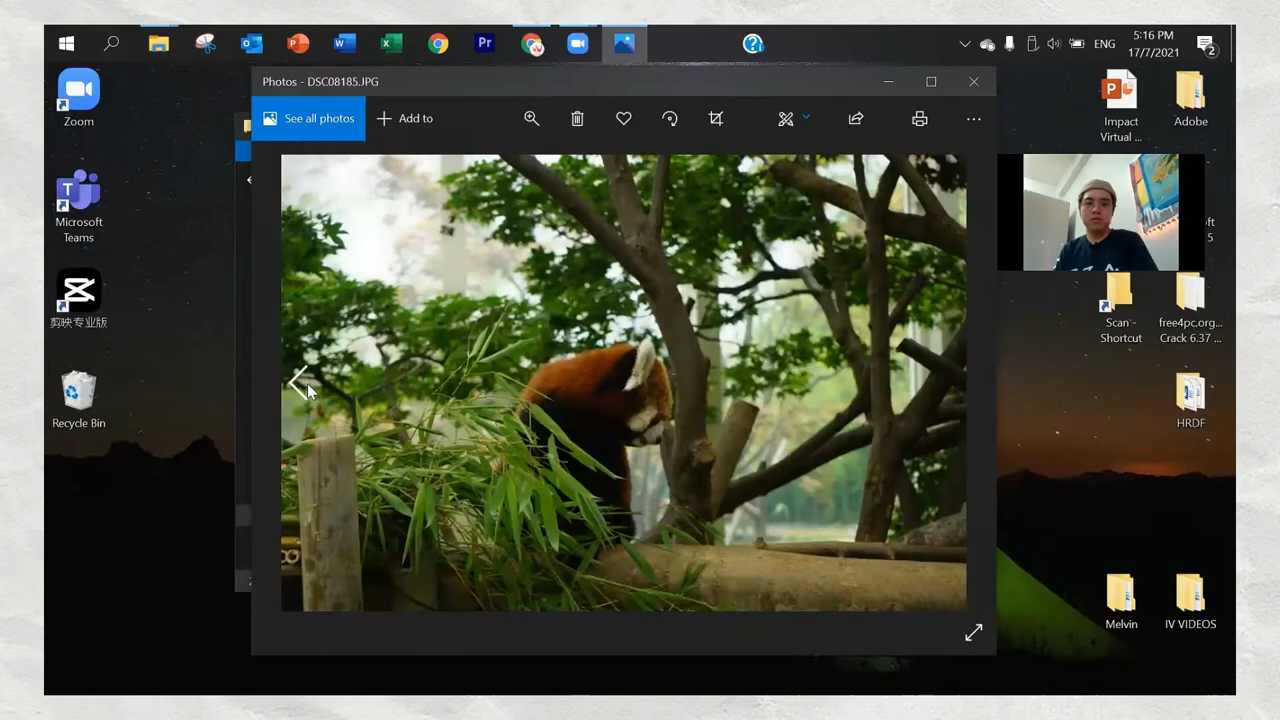 ENG
5:16 PM
17/7/2021
2
Photos - DSC08185.JPG
See all photos
Add to
Zoom
Microsoft
Teams
剪映专业版
Recycle Bin
Impact
Virtual ...
Adobe
5
Scan -
Shortcut
free4pc.org...
Crack 6.37 ...
HRDF
Melvin
IV VIDEOS